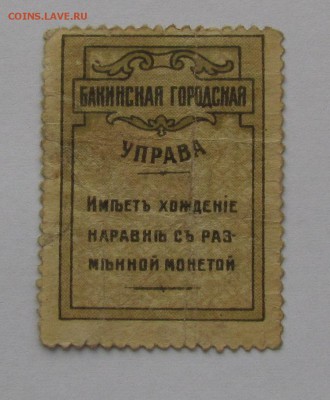 COINS.LAVE.RU
БАКИНСКАЯ ГОРОДСКАЯ
УПРАВА
ИМѢЕТЪ ХОЖДЕНІЕ
НАРАВНѢ СЪ РАЗ-
МѢННОЙ МОНЕТОЙ